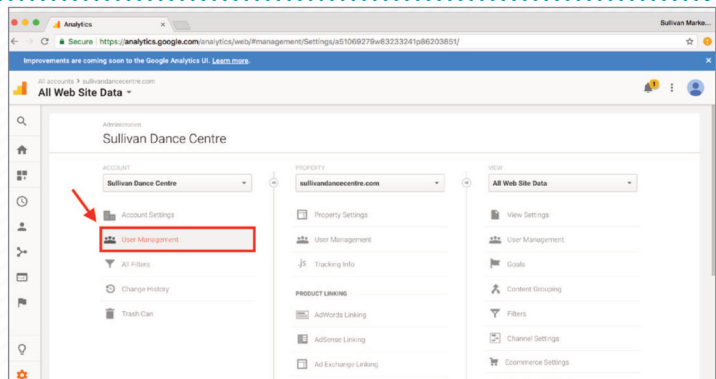 Analytics
Sullivan Marke...
Secure | https://analytics.google.com/analytics/web/#management/Settings/a51069279w83233241p86203851/
Improvements are coming soon to the Google Analytics UI. Learn more.
All accounts > sullivandancecentre.com
All Web Site Data
1
Administration
Sullivan Dance Centre
ACCOUNT
Sullivan Dance Centre
Account Settings
User Management
All Filters
Change History
Trash Can
PROPERTY
sullivandancecentre.com
Property Settings
User Management
.js Tracking Info
PRODUCT LINKING
AdWords Linking
AdSense Linking
Ad Exchange Linking
VIEW
All Web Site Data
View Settings
User Management
Goals
Content Grouping
Filters
Channel Settings
Ecommerce Settings